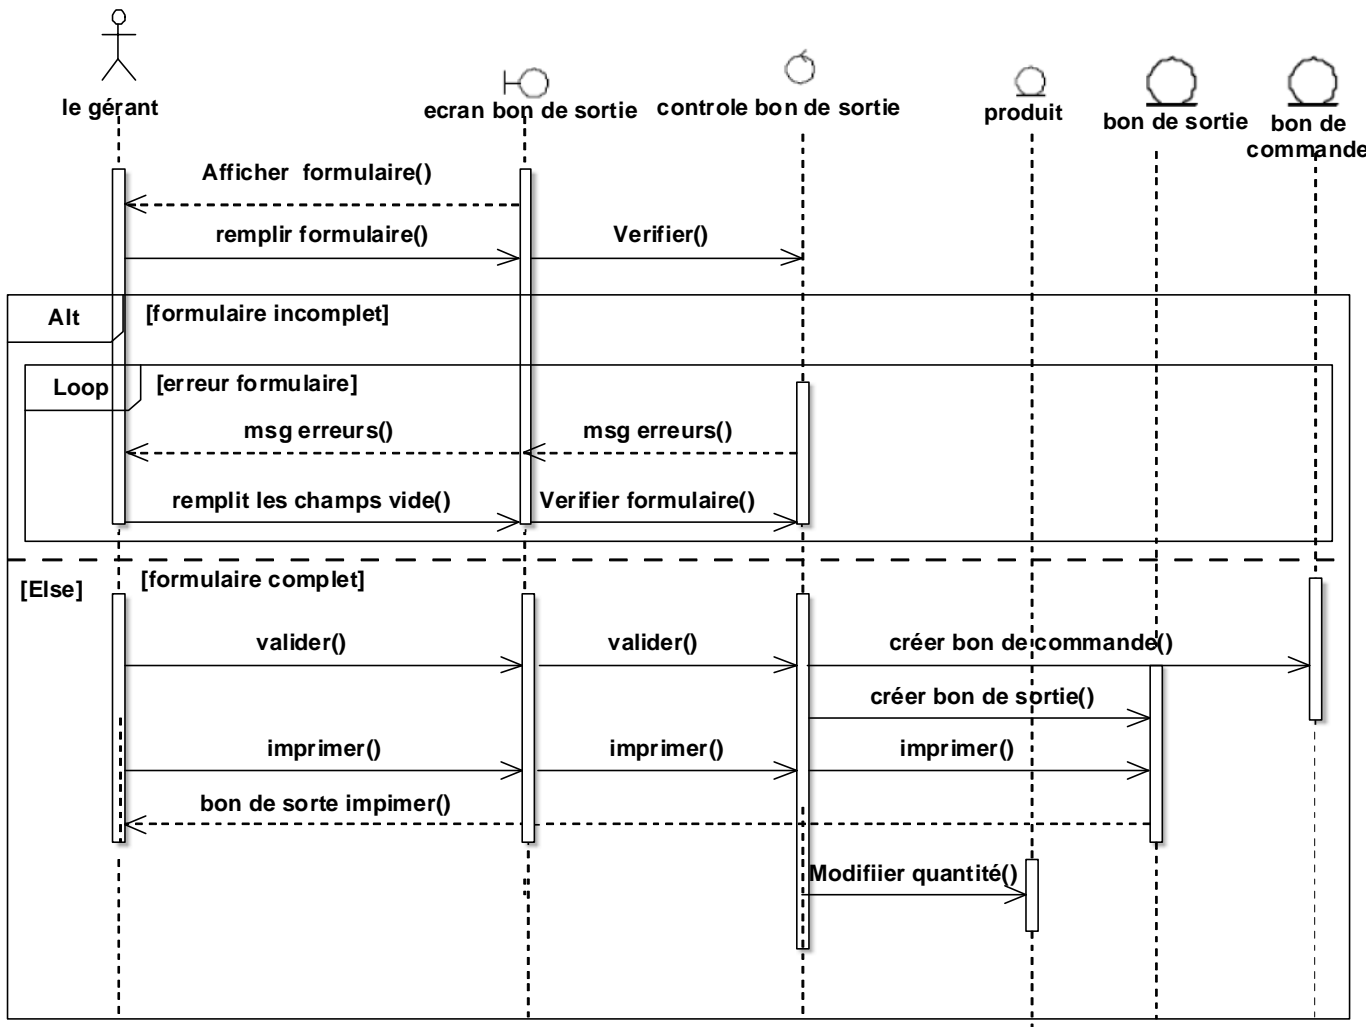 le gérant
ecran bon de sortie
controle bon de sortie
produit
bon de sortie
bon de
commande
Afficher formulaire()
remplir formulaire()
Verifier()
Alt
[formulaire incomplet]
Loop
[erreur formulaire]
msg erreurs()
msg erreurs()
remplit les champs vide()
Verifier formulaire()
[Else]
[formulaire complet]
valider()
valider()
créer bon de commande()
créer bon de sortie()
imprimer()
imprimer()
imprimer()
bon de sorte impimer()
Modifiier quantité()